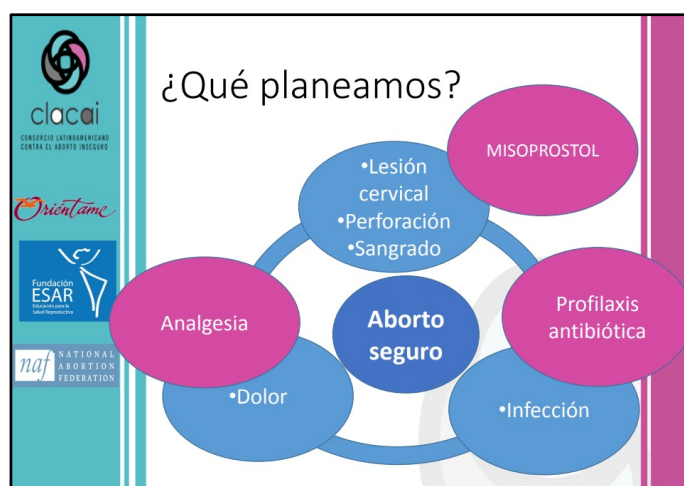 clacai
CONSORCIO LATINOAMERICANO
CONTRA EL ABORTO INSEGURO
Oriéntame
Fundación
ESAR
Educación para la
Salud Reproductiva
naf
NATIONAL
ABORTION
FEDERATION
¿Qué planeamos?
MISOPROSTOL
•Lesión
cervical
•Perforación
•Sangrado
Analgesia
Aborto
seguro
Profilaxis
antibiótica
•Dolor
•Infección